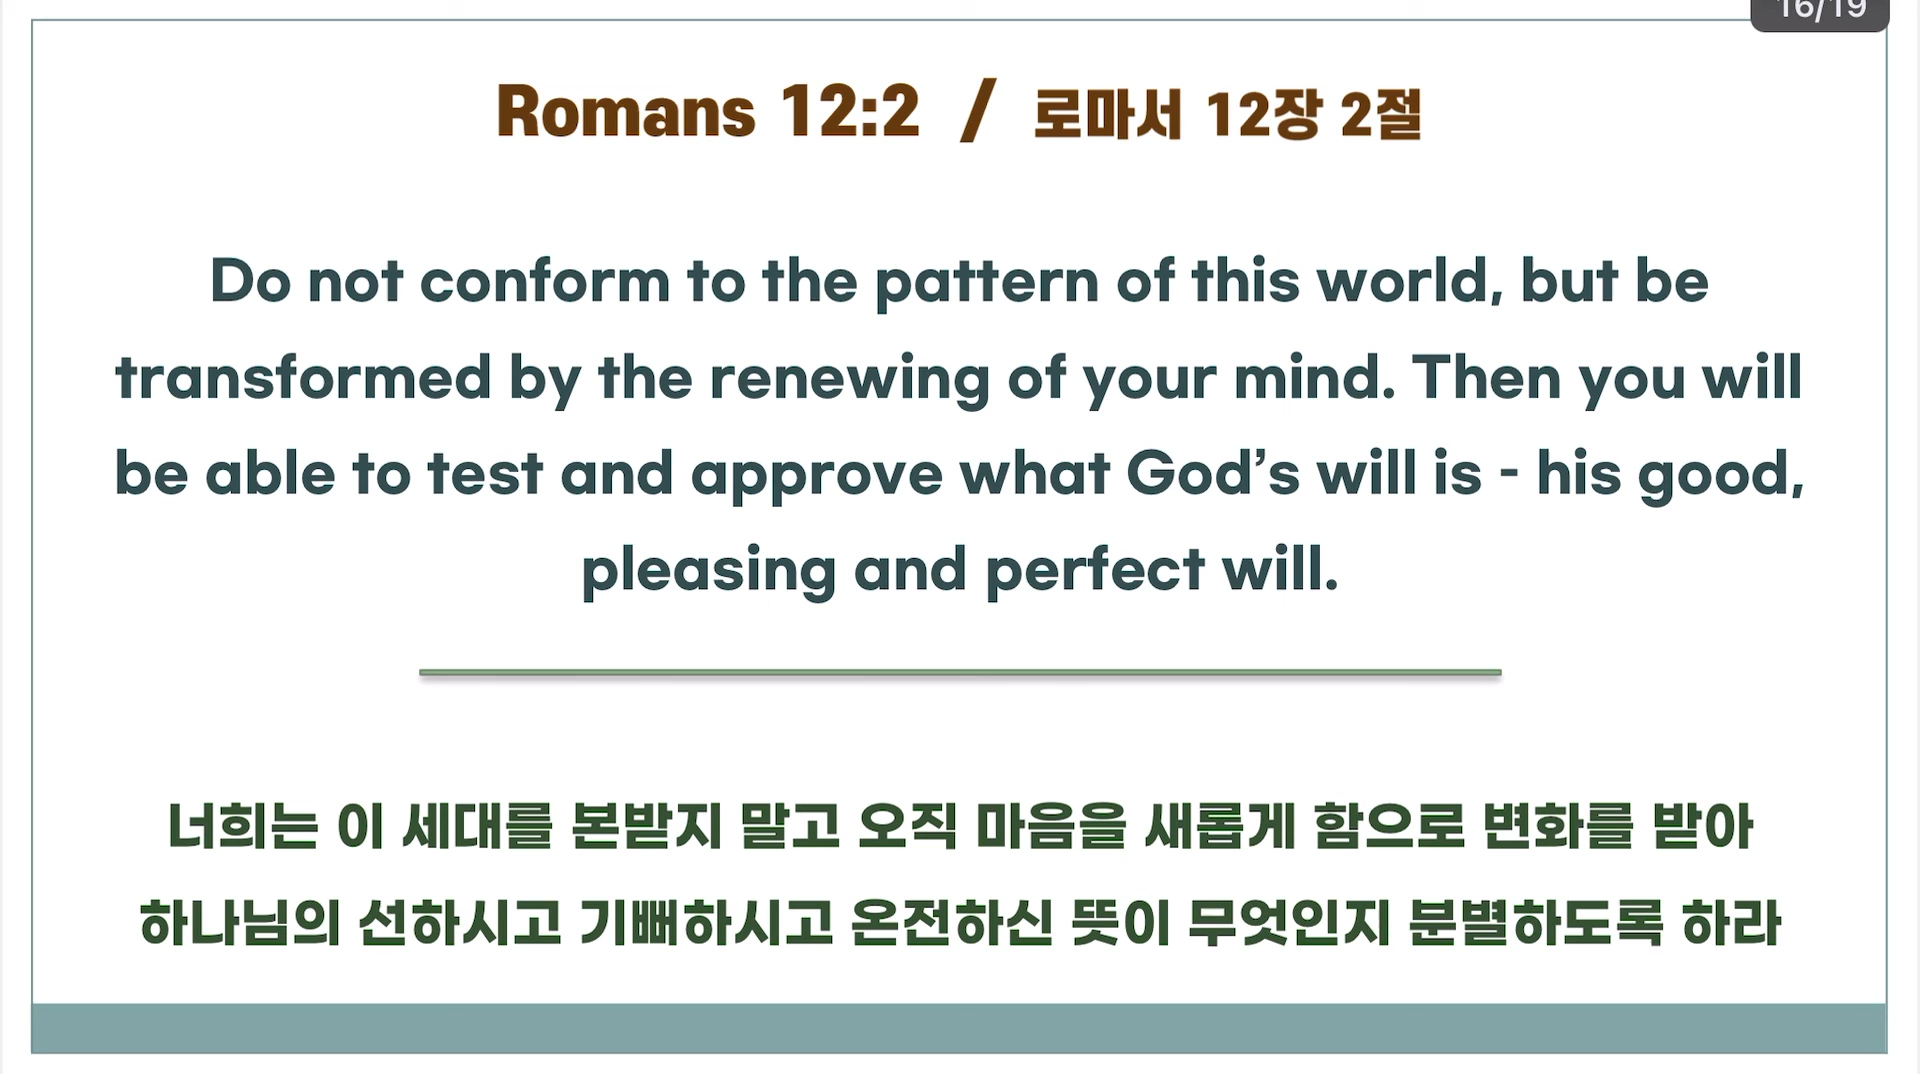 16/19
Romans 12:2 / 로마서 12장 2절
Do not conform to the pattern of this world, but be
transformed by the renewing of your mind. Then you will
be able to test and approve what God’s will is - his good,
pleasing and perfect will.
너희는 이 세대를 본받지 말고 오직 마음을 새롭게 함으로 변화를 받아
하나님의 선하시고 기뻐하시고 온전하신 뜻이 무엇인지 분별하도록 하라